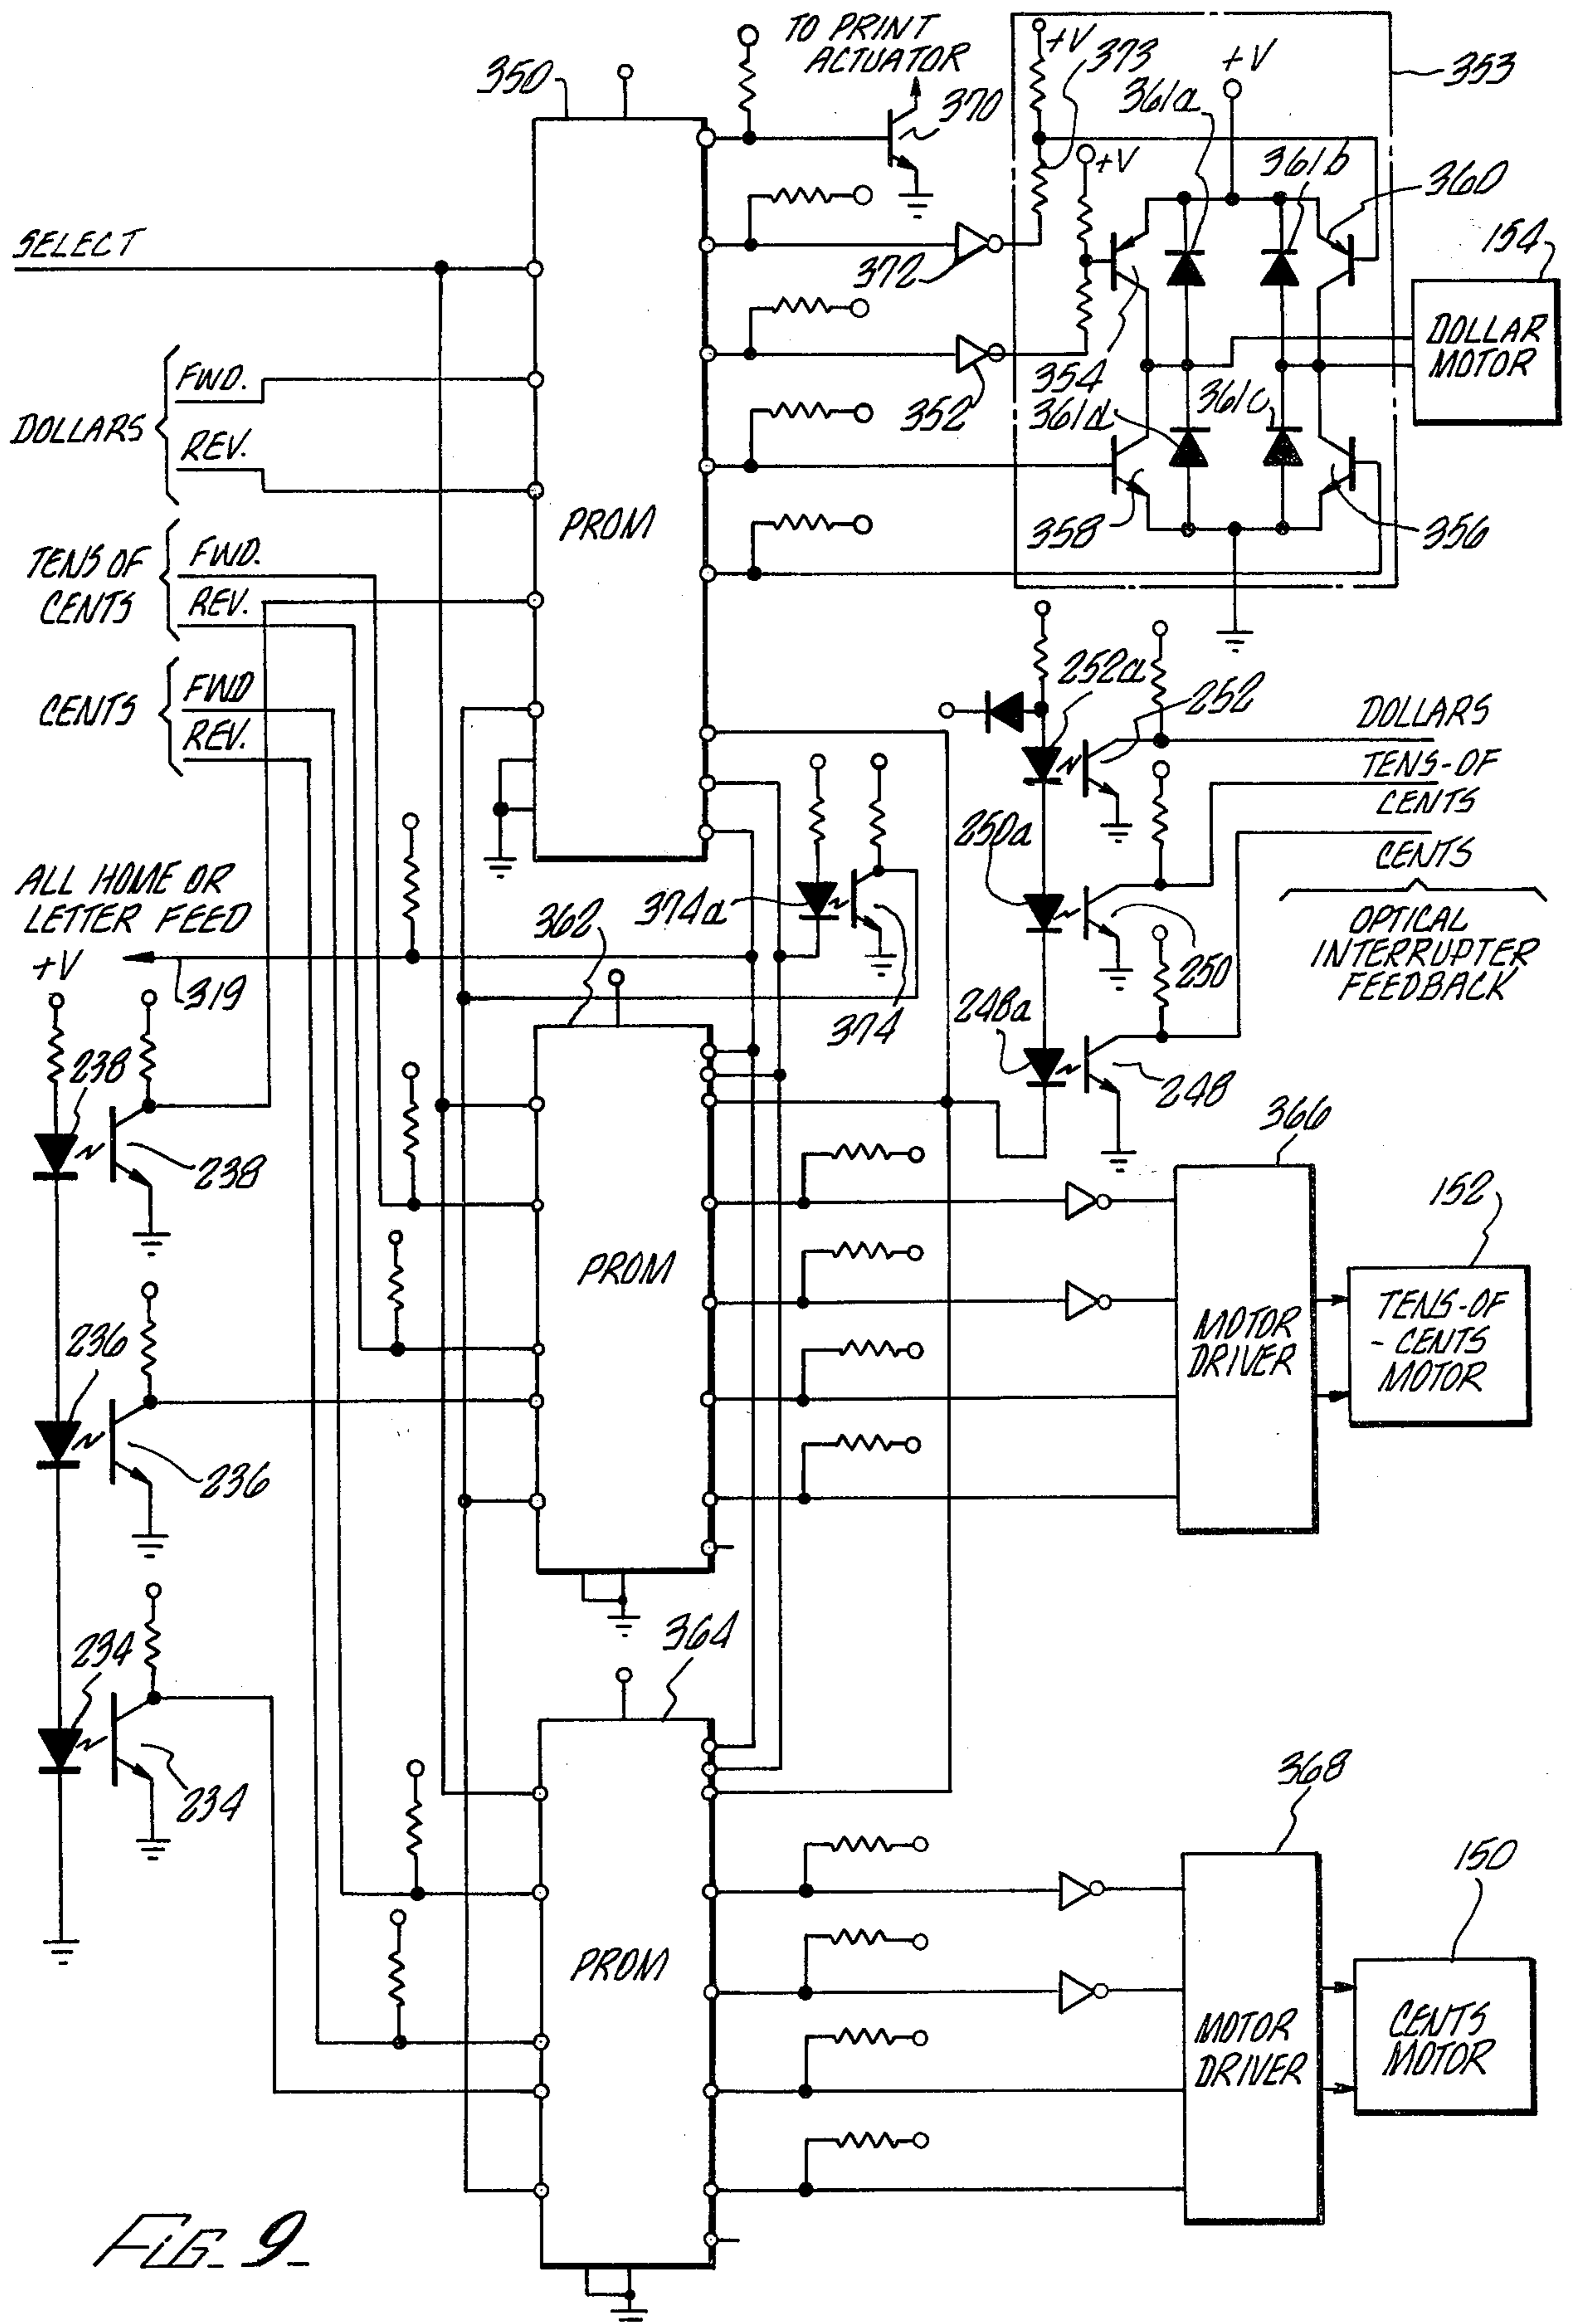 TO PRINT
ACTUATOR
350
370
+V
373
361a
+V
353
+V
361b
360
SELECT
372
154
DOLLAR
MOTOR
DOLLARS
FWD.
REV.
352
354
361d
361c
TENS OF
CENTS
FWD.
REV.
PROM
358
356
CENTS
FWD
REV.
252a
252
DOLLARS
TENS-OF
CENTS
CENTS
OPTICAL
INTERRUPTER
FEEDBACK
250a
250
ALL HOME OR
LETTER FEED
+V
319
362
374a
374
248a
248
238
238
366
152
PROM
MOTOR
DRIVER
TENS-OF
- CENTS
MOTOR
236
236
364
234
234
368
150
PROM
MOTOR
DRIVER
CENTS
MOTOR
FIG. 9